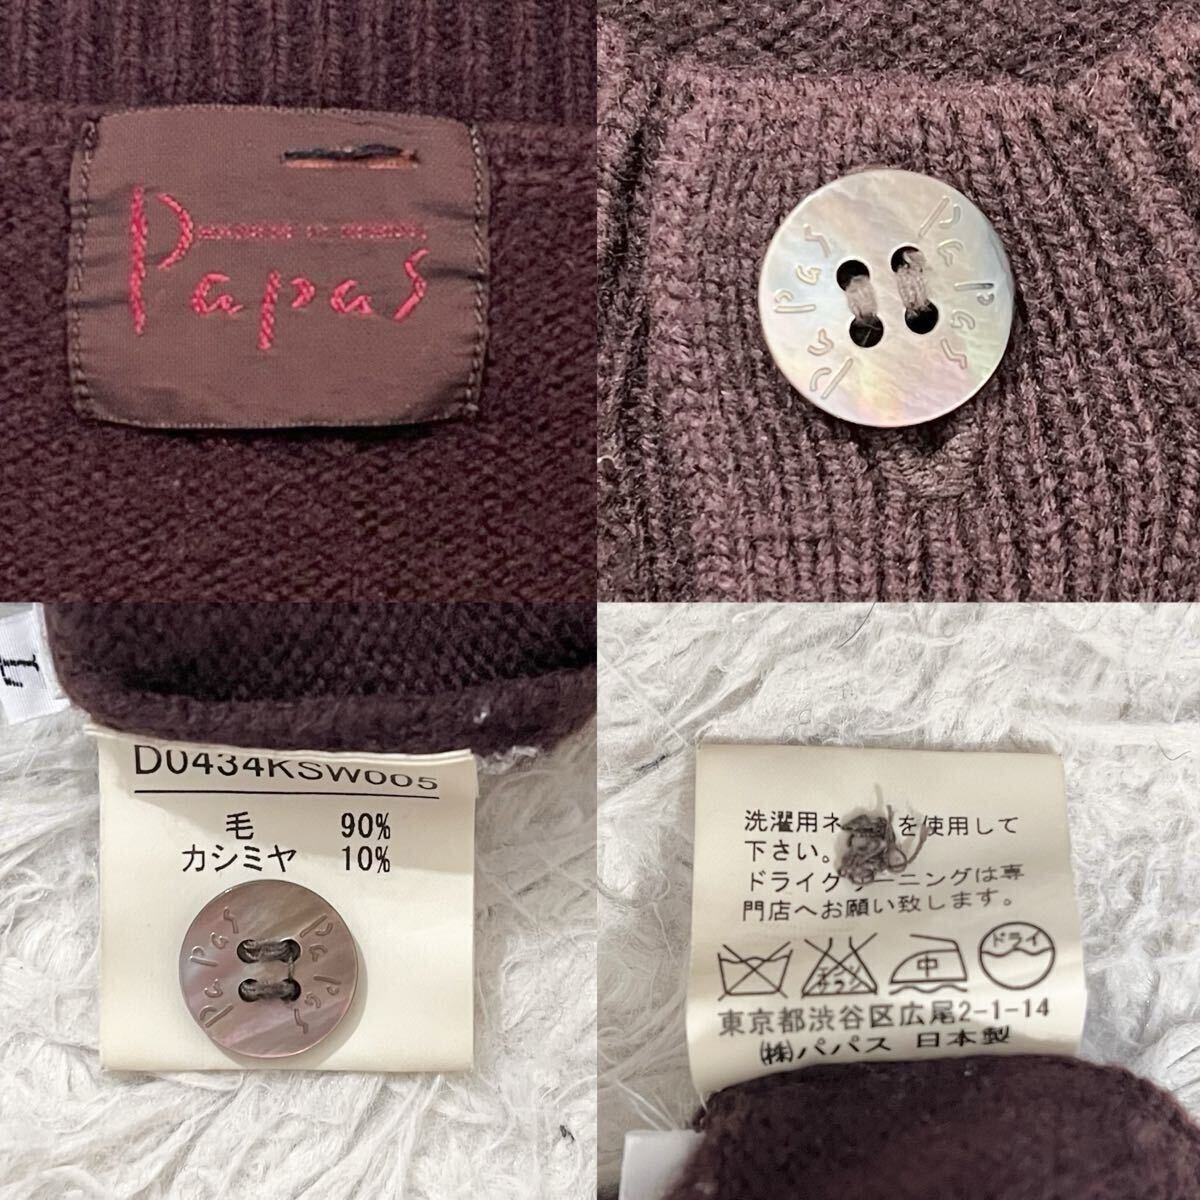 Papas
Papas
Papas
D0434KSW005
毛 90%
カシミヤ 10%
Papas
Papas
洗濯用ネ を使用して
下さい。
ドライク ーニングは専
門店へお願い致します。
中
ドライ
東京都渋谷区広尾2-1-14
㈱パパス 日本製